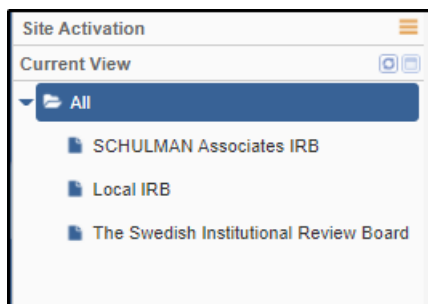 Site Activation
Current View
All
SCHULMAN Associates IRB
Local IRB
The Swedish Institutional Review Board